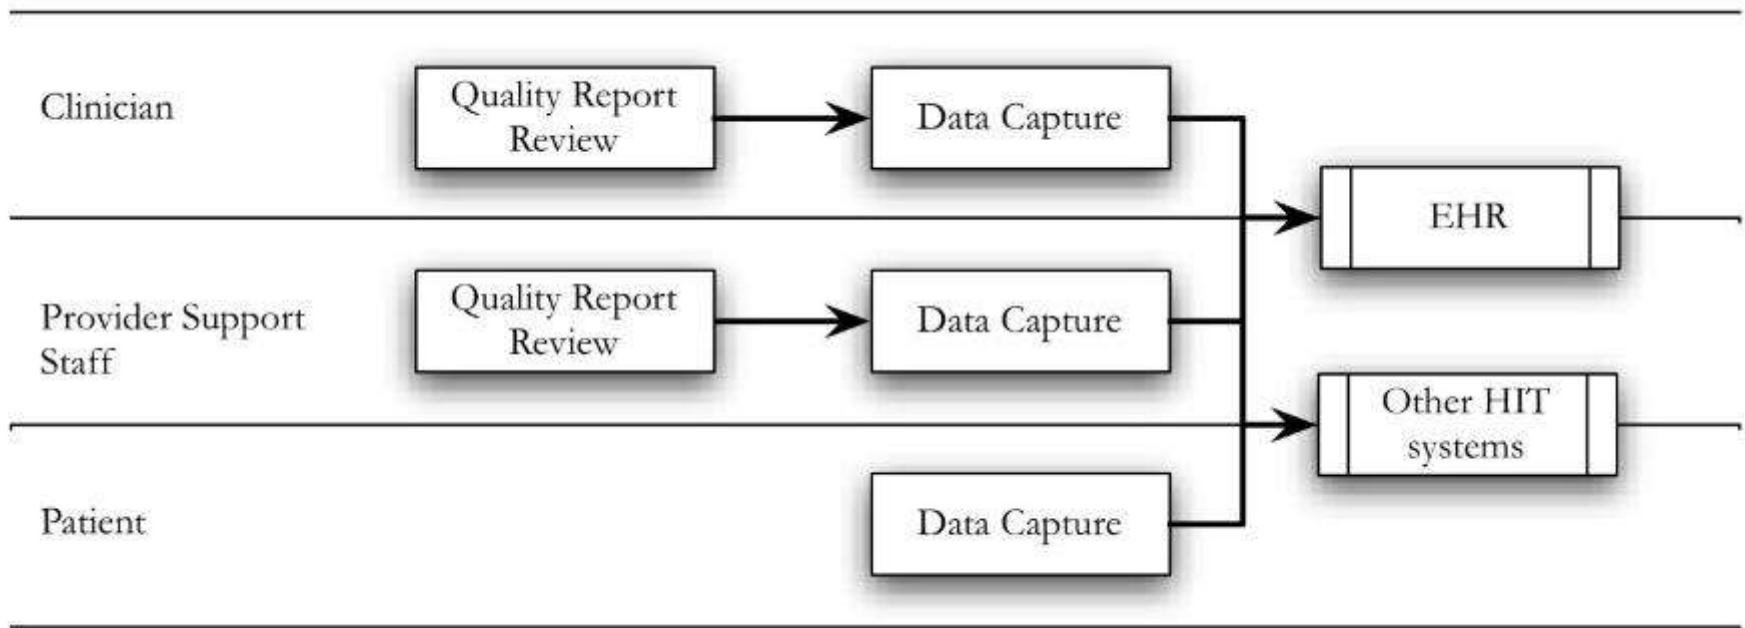 Clinician
Quality Report
Review
Data Capture
EHR
Provider Support
Staff
Quality Report
Review
Data Capture
Other HIT
systems
Patient
Data Capture